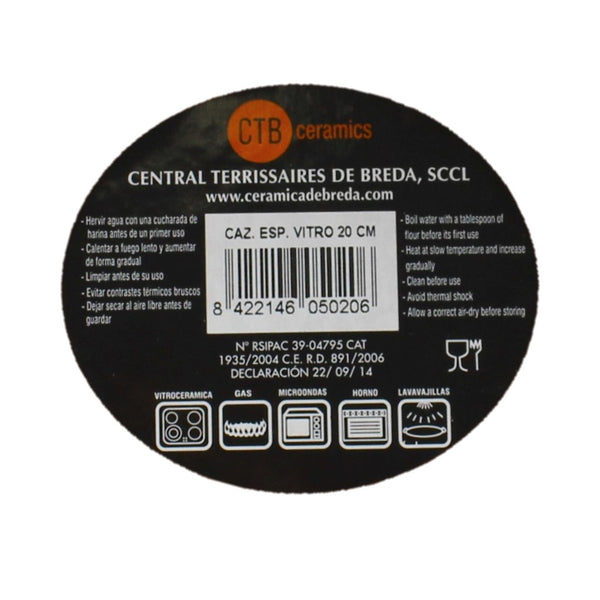 CTB ceramics
CENTRAL TERRISSAIRES DE BREDA, SCCL
www.ceramicadebreda.com
- Hervir agua con una cucharada de
harina antes de un primer uso
- Calentar a fuego lento y aumentar
de forma gradual
- Limpiar antes de su uso
- Evitar contrastes térmicos bruscos
- Dejar secar al aire libre antes de
guardar
CAZ. ESP. VITRO 20 CM
8 422146 050206
- Boil water with a tablespoon of
flour before its first use
- Heat at slow temperature and increase
gradually
- Clean before use
- Avoid thermal shock
- Allow a correct air-dry before storing
Nº RSIPAC 39-04795 CAT
1935/2004 C.E. R.D. 891/2006
DECLARACIÓN 22/ 09 / 14
VITROCERAMICA
GAS
MICROONDAS
HORNO
LAVAVAJILLAS